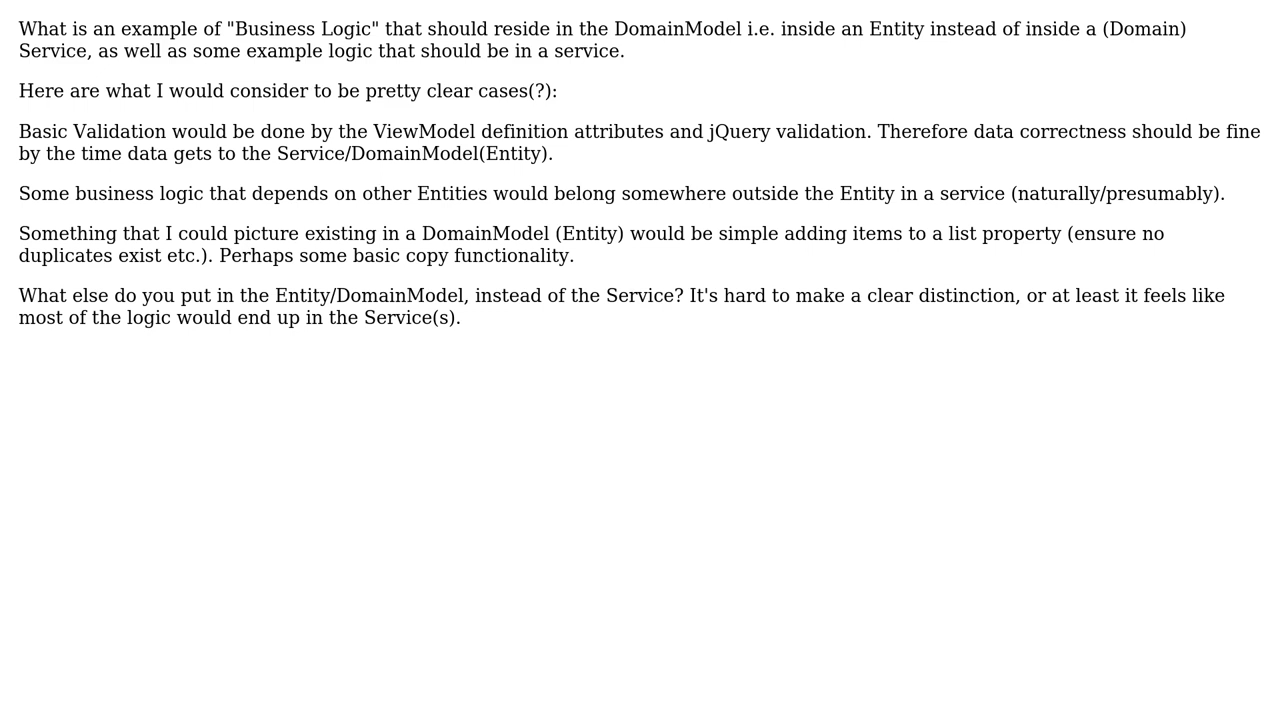 What is an example of "Business Logic" that should reside in the DomainModel i.e. inside an Entity instead of inside a (Domain)
Service, as well as some example logic that should be in a service.
Here are what I would consider to be pretty clear cases(?):
Basic Validation would be done by the ViewModel definition attributes and jQuery validation. Therefore data correctness should be fine
by the time data gets to the Service/DomainModel(Entity).
Some business logic that depends on other Entities would belong somewhere outside the Entity in a service (naturally/presumably).
Something that I could picture existing in a DomainModel (Entity) would be simple adding items to a list property (ensure no
duplicates exist etc.). Perhaps some basic copy functionality.
What else do you put in the Entity/DomainModel, instead of the Service? It's hard to make a clear distinction, or at least it feels like
most of the logic would end up in the Service(s).